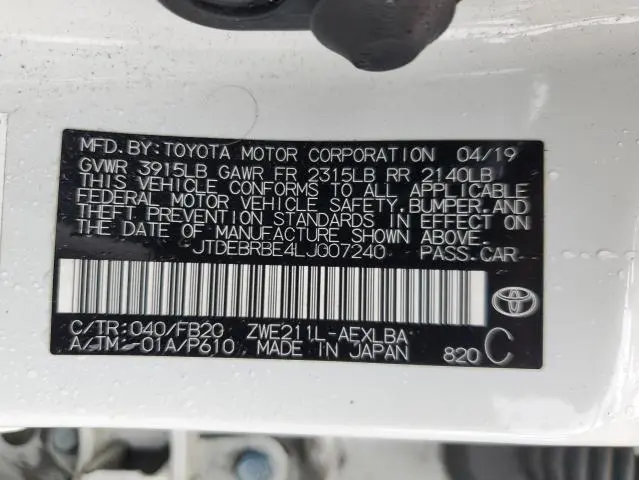 MFD.BY:TOYOTA MOTOR CORPORATION 04/19
GVWR 3915LB GAWR FR 2315LB RR 2140LB
THIS VEHICLE CONFORMS TO ALL APPLICABLE
FEDERAL MOTOR VEHICLE SAFETY,BUMPER,AND
THEFT PREVENTION STANDARDS IN EFFECT ON
THE DATE OF MANUFACTURE SHOWN ABOVE.
JTDEBRBE4LJ007240 PASS.CAR
C/TR:040/FB20 ZWE211L-AEXLBA
A/TM:-01A/P610 MADE IN JAPAN 820 C